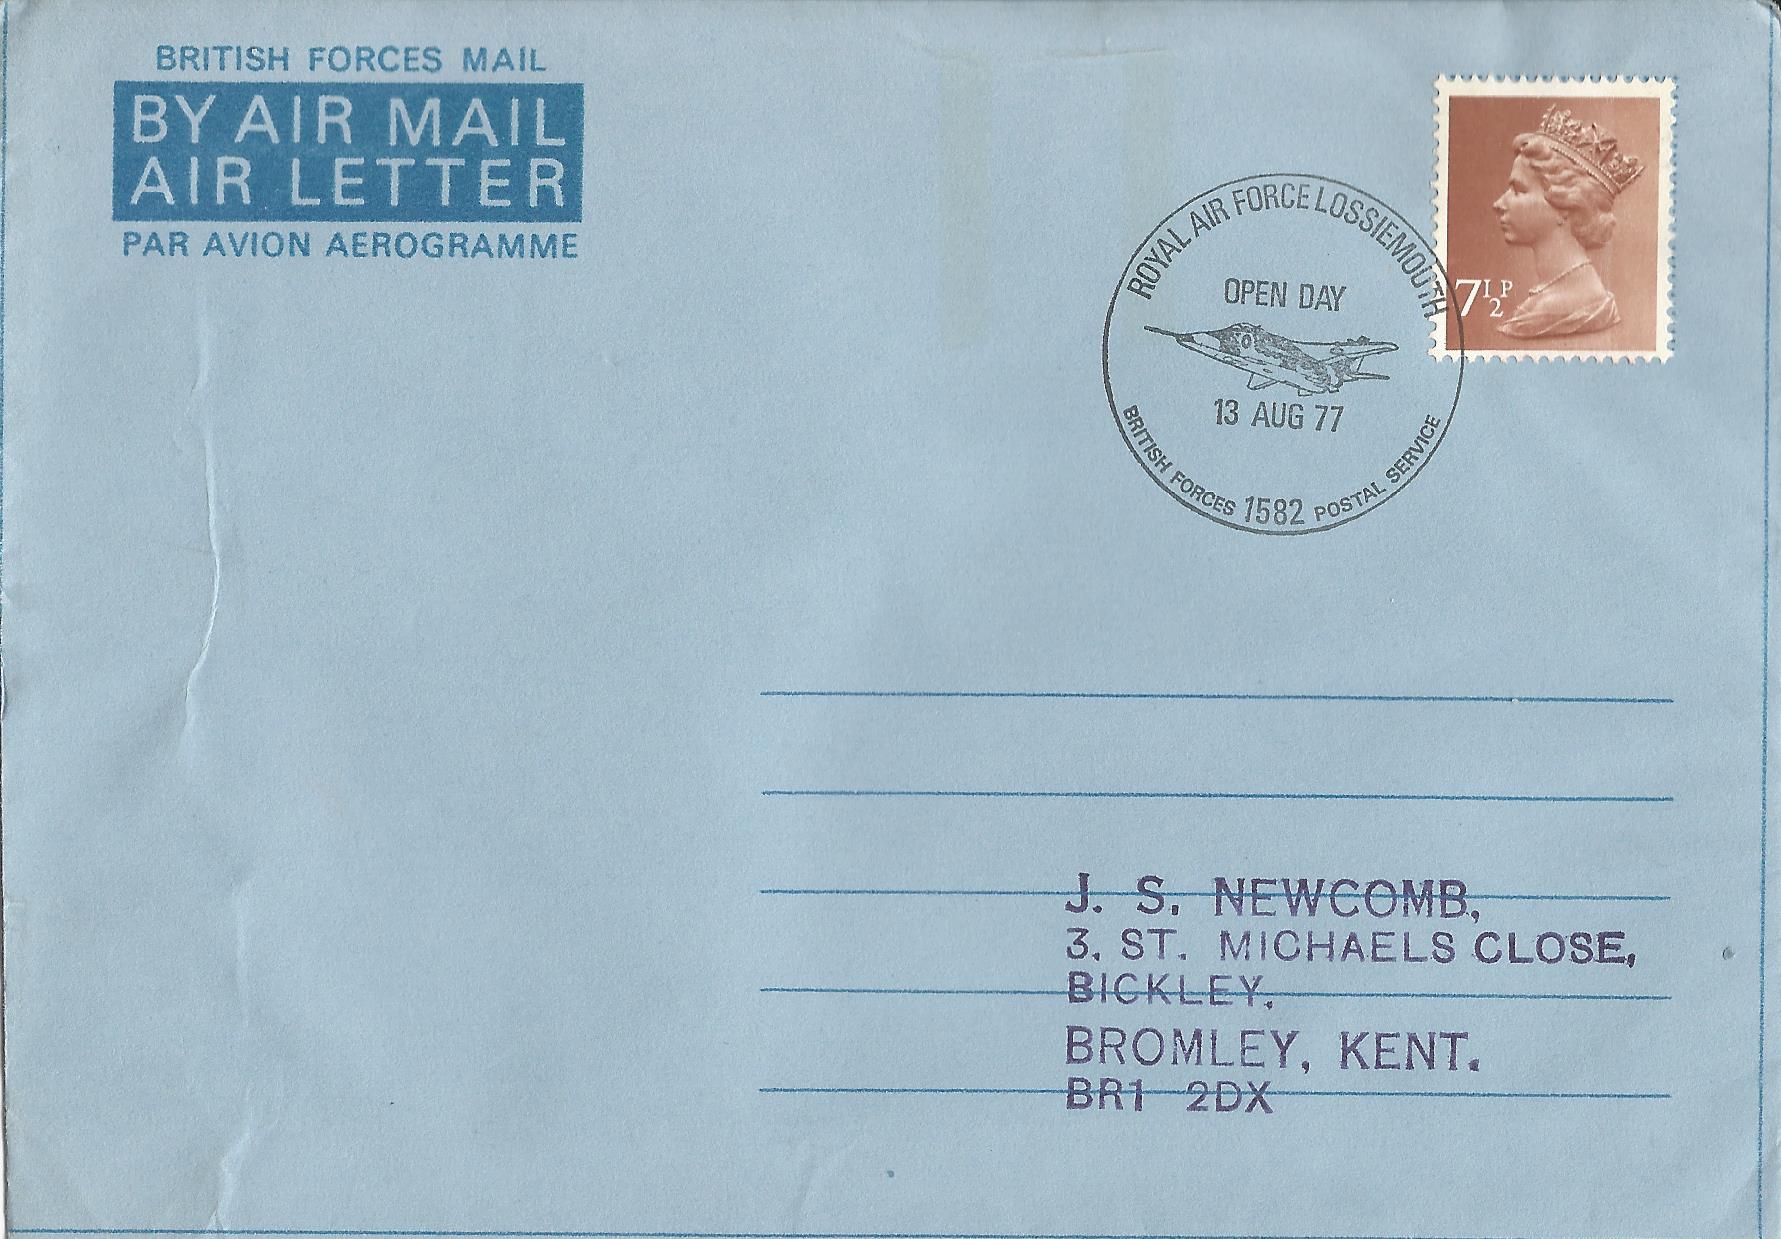 BRITISH FORCES MAIL
BY AIR MAIL
AIR LETTER
PAR AVION AEROGRAMME
ROYAL AIR FORCE LOSSIEMOUTH
OPEN DAY
13 AUG 77
BRITISH FORCES 1582 POSTAL SERVICE
7½P
J. S. NEWCOMB,
3, ST. MICHAELS CLOSE,
BICKLEY,
BROMLEY, KENT.
BR1 2DX